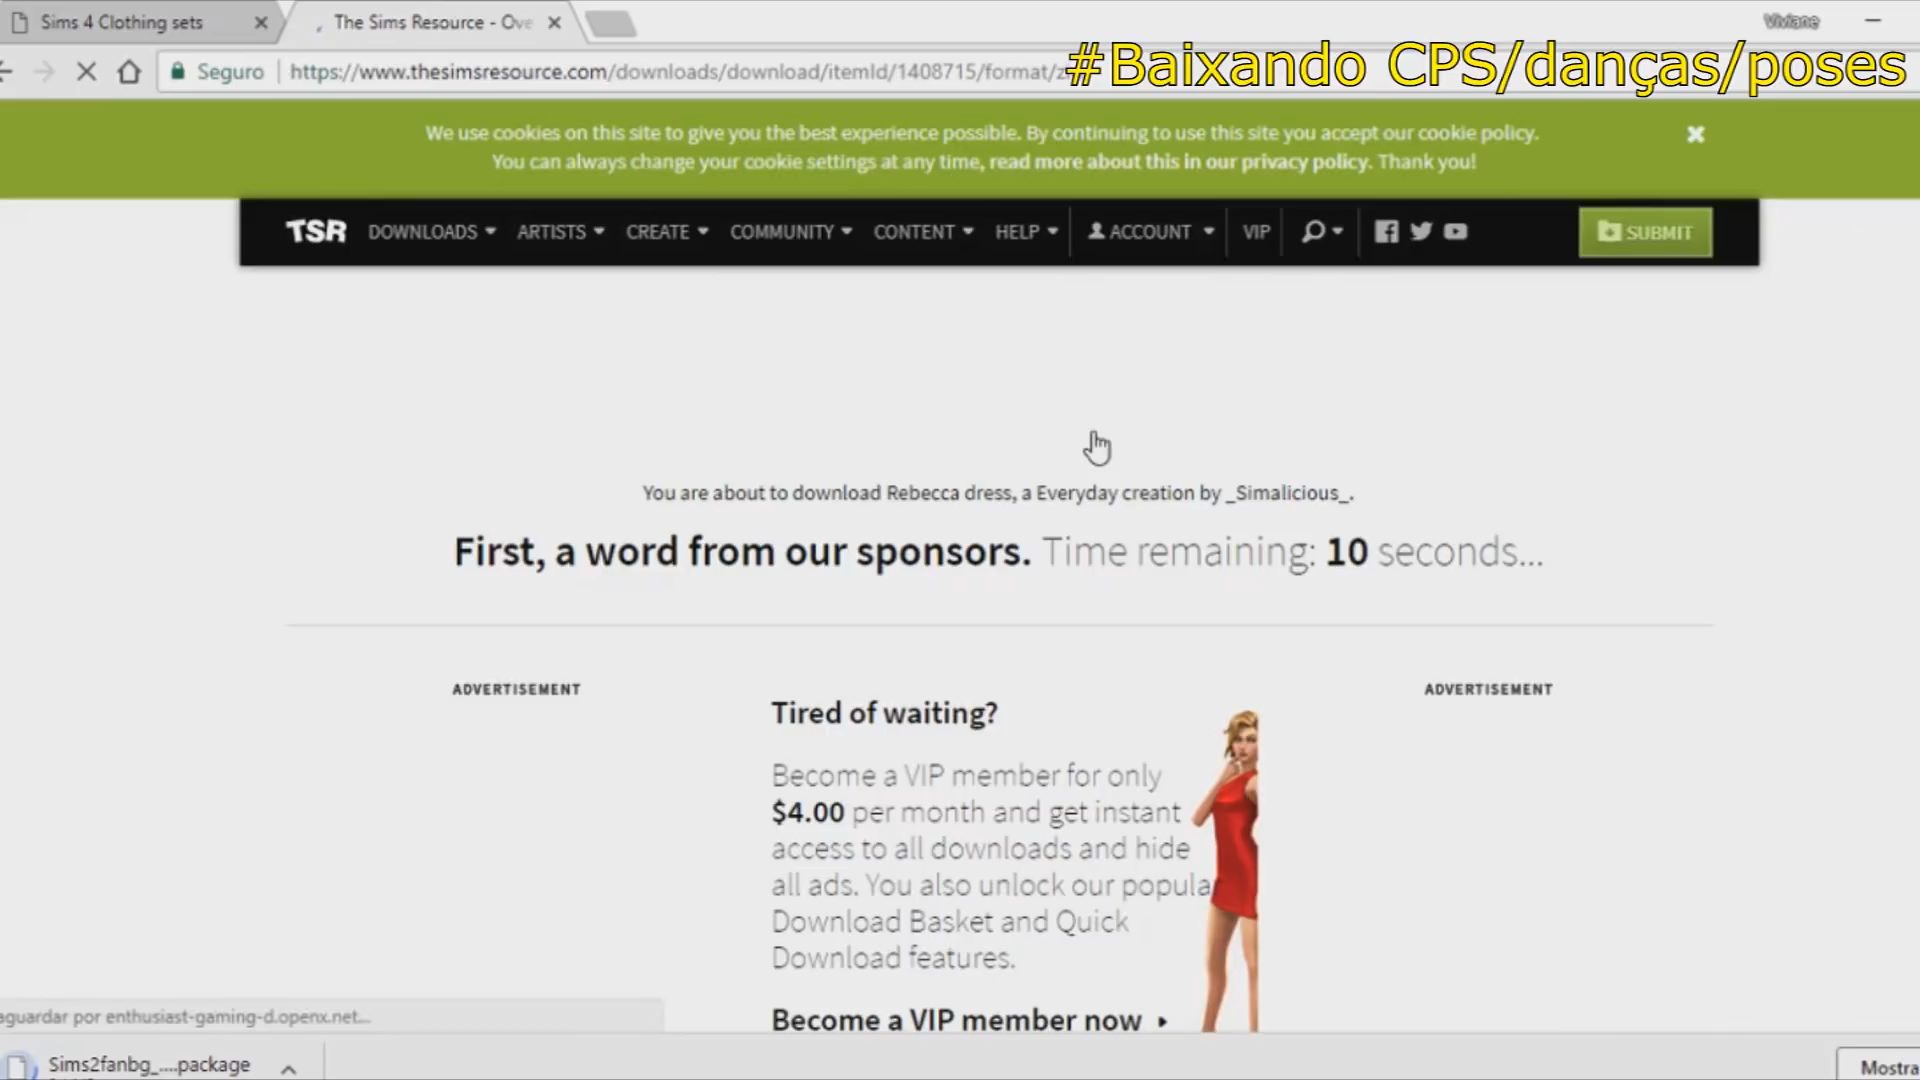 Sims 4 Clothing sets
The Sims Resource - Ove
Viviane
Seguro
https://www.thesimsresource.com/downloads/download/itemId/1408715/format/z
#Baixando CPS/danças/poses
We use cookies on this site to give you the best experience possible. By continuing to use this site you accept our cookie policy.
You can always change your cookie settings at any time, read more about this in our privacy policy. Thank you!
TSR DOWNLOADS ARTISTS CREATE COMMUNITY CONTENT HELP ACCOUNT VIP SUBMIT
You are about to download Rebecca dress, a Everyday creation by _Simalicious_.
First, a word from our sponsors. Time remaining: 10 seconds...
ADVERTISEMENT
ADVERTISEMENT
Tired of waiting?
Become a VIP member for only
$4.00 per month and get instant
access to all downloads and hide
all ads. You also unlock our popula
Download Basket and Quick
Download features.
Become a VIP member now
aguardar por enthusiast-gaming-d.openx.net...
Sims2fanbg_....package
Mostra